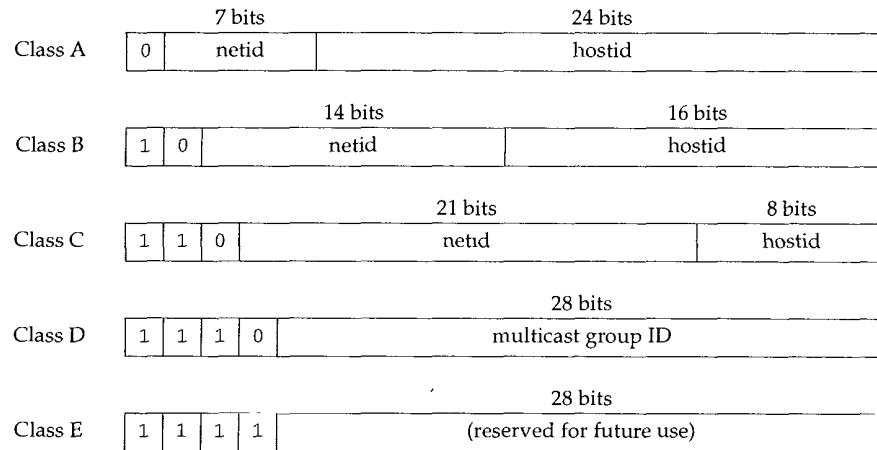 7 bits 24 bits
Class A 0 netid hostid
14 bits 16 bits
Class B 1 0 netid hostid
21 bits 8 bits
Class C 1 1 0 netid hostid
28 bits
Class D 1 1 1 0 multicast group ID
28 bits
Class E 1 1 1 1 (reserved for future use)